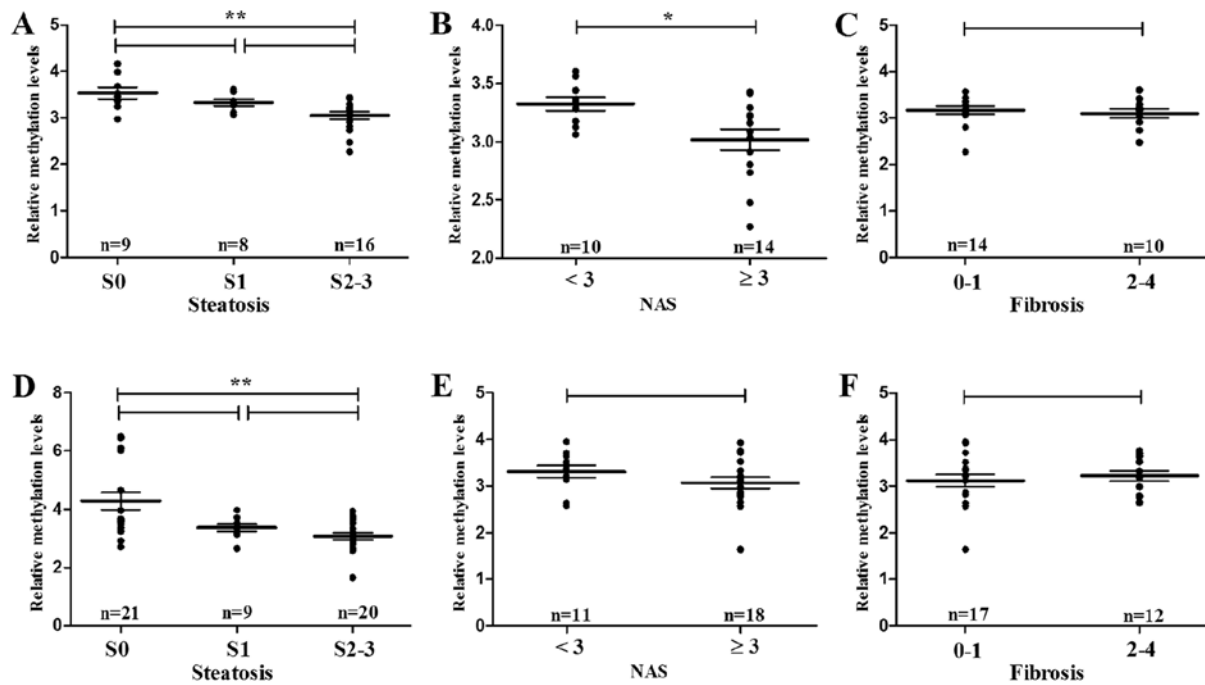 A
**
Relative methylation levels
5
4
3
2
1
0
n=9 n=8 n=16
S0 S1 S2-3
Steatosis
B
*
Relative methylation levels
4.0
3.5
3.0
2.5
2.0
n=10 n=14
< 3 ≥ 3
NAS
C
Relative methylation levels
5
4
3
2
1
0
n=14 n=10
0-1 2-4
Fibrosis
D
**
Relative methylation levels
8
6
4
2
0
n=21 n=9 n=20
S0 S1 S2-3
Steatosis
E
Relative methylation levels
5
4
3
2
1
0
n=11 n=18
< 3 ≥ 3
NAS
F
Relative methylation levels
5
4
3
2
1
0
n=17 n=12
0-1 2-4
Fibrosis